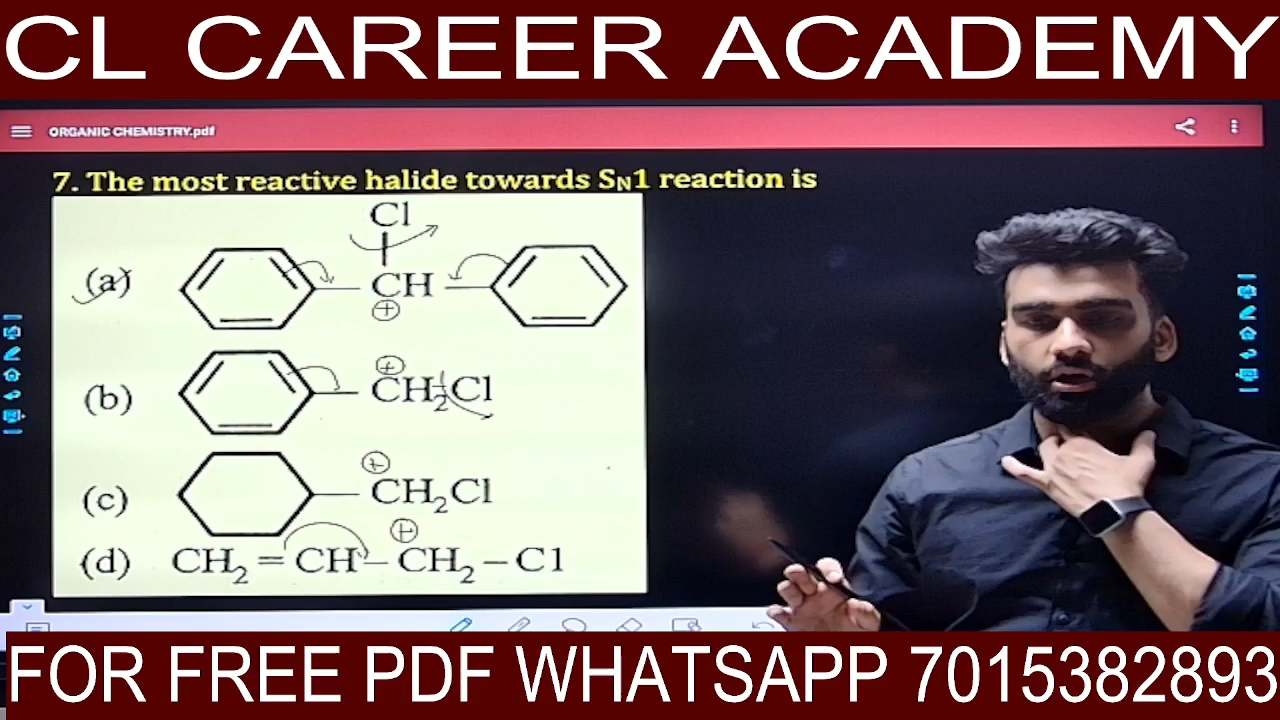 CL CAREER ACADEMY
ORGANIC CHEMISTRY.pdf
7. The most reactive halide towards SN1 reaction is
Cl
(a) CH
+
+
(b) CH2Cl
+
(c) CH2Cl
+
(d) CH2 = CH – CH2 – Cl
FOR FREE PDF WHATSAPP 7015382893